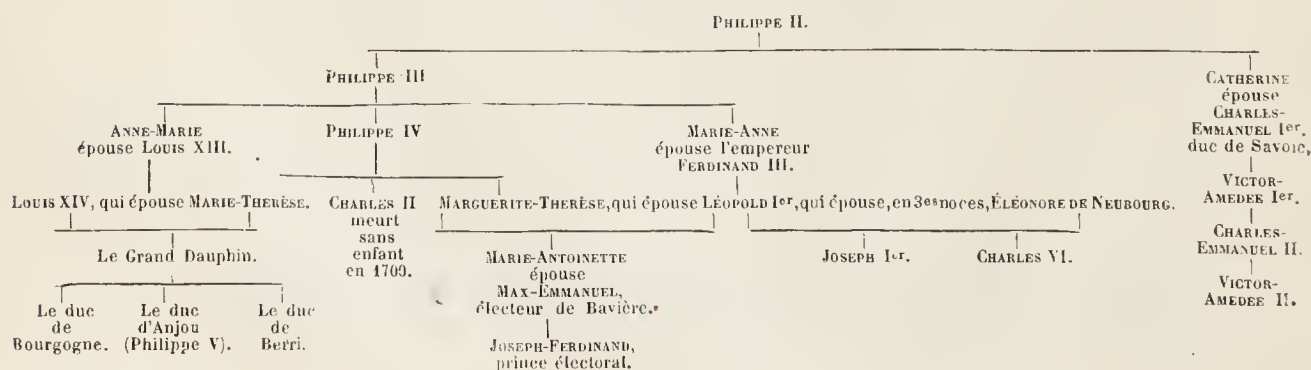 PHILIPPE II.
PHILIPPE III
CATHERINE
épouse
CHARLES-
EMMANUEL Ier,
duc de Savoie,
ANNE-MARIE
épouse LOUIS XIII.
PHILIPPE IV
MARIE-ANNE
épouse l'empereur
FERDINAND III.
LOUIS XIV, qui épouse MARIE-THÉRÈSE.
CHARLES II
meurt
sans
enfant
en 1700.
MARGUERITE-THERÈSE, qui épouse LÉOPOLD Ier, qui épouse, en 3es noces, ÉLÉONORE DE NEUBOURG.
VICTOR-
AMEDEE Ier.
Le Grand Dauphin.
MARIE-ANTOINETTE
épouse
MAX-EMMANUEL,
électeur de Bavière.
JOSEPH Ier.
CHARLES VI.
CHARLES-
EMMANUEL II.
VICTOR-
AMEDEE II.
Le duc
de
Bourgogne.
Le duc
d'Anjou
(Philippe V).
Le duc
de
Berri.
JOSEPH-FERDINAND,
prince électoral.